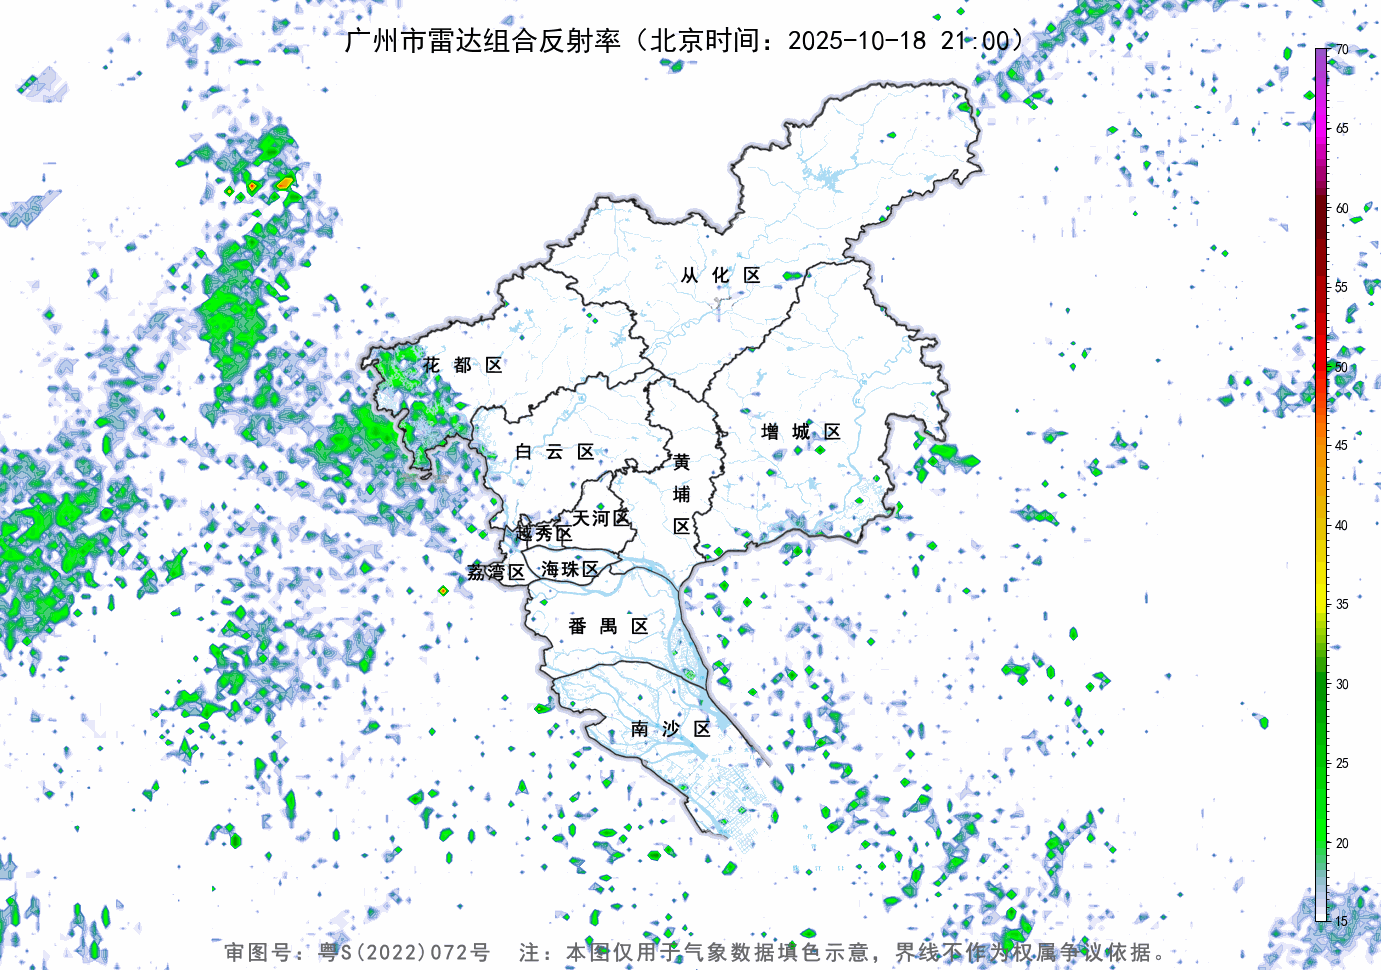 广州市雷达组合反射率（北京时间：2025-10-18 21:00）
70
65
60
55
50
45
40
35
30
25
20
15
从化区
花都区
增城区
白云区
黄埔区
天河区
越秀区
荔湾区
海珠区
番禺区
南沙区
审图号：粤S(2022)072号 注：本图仅用于气象数据填色示意，界线不作为权属争议依据。